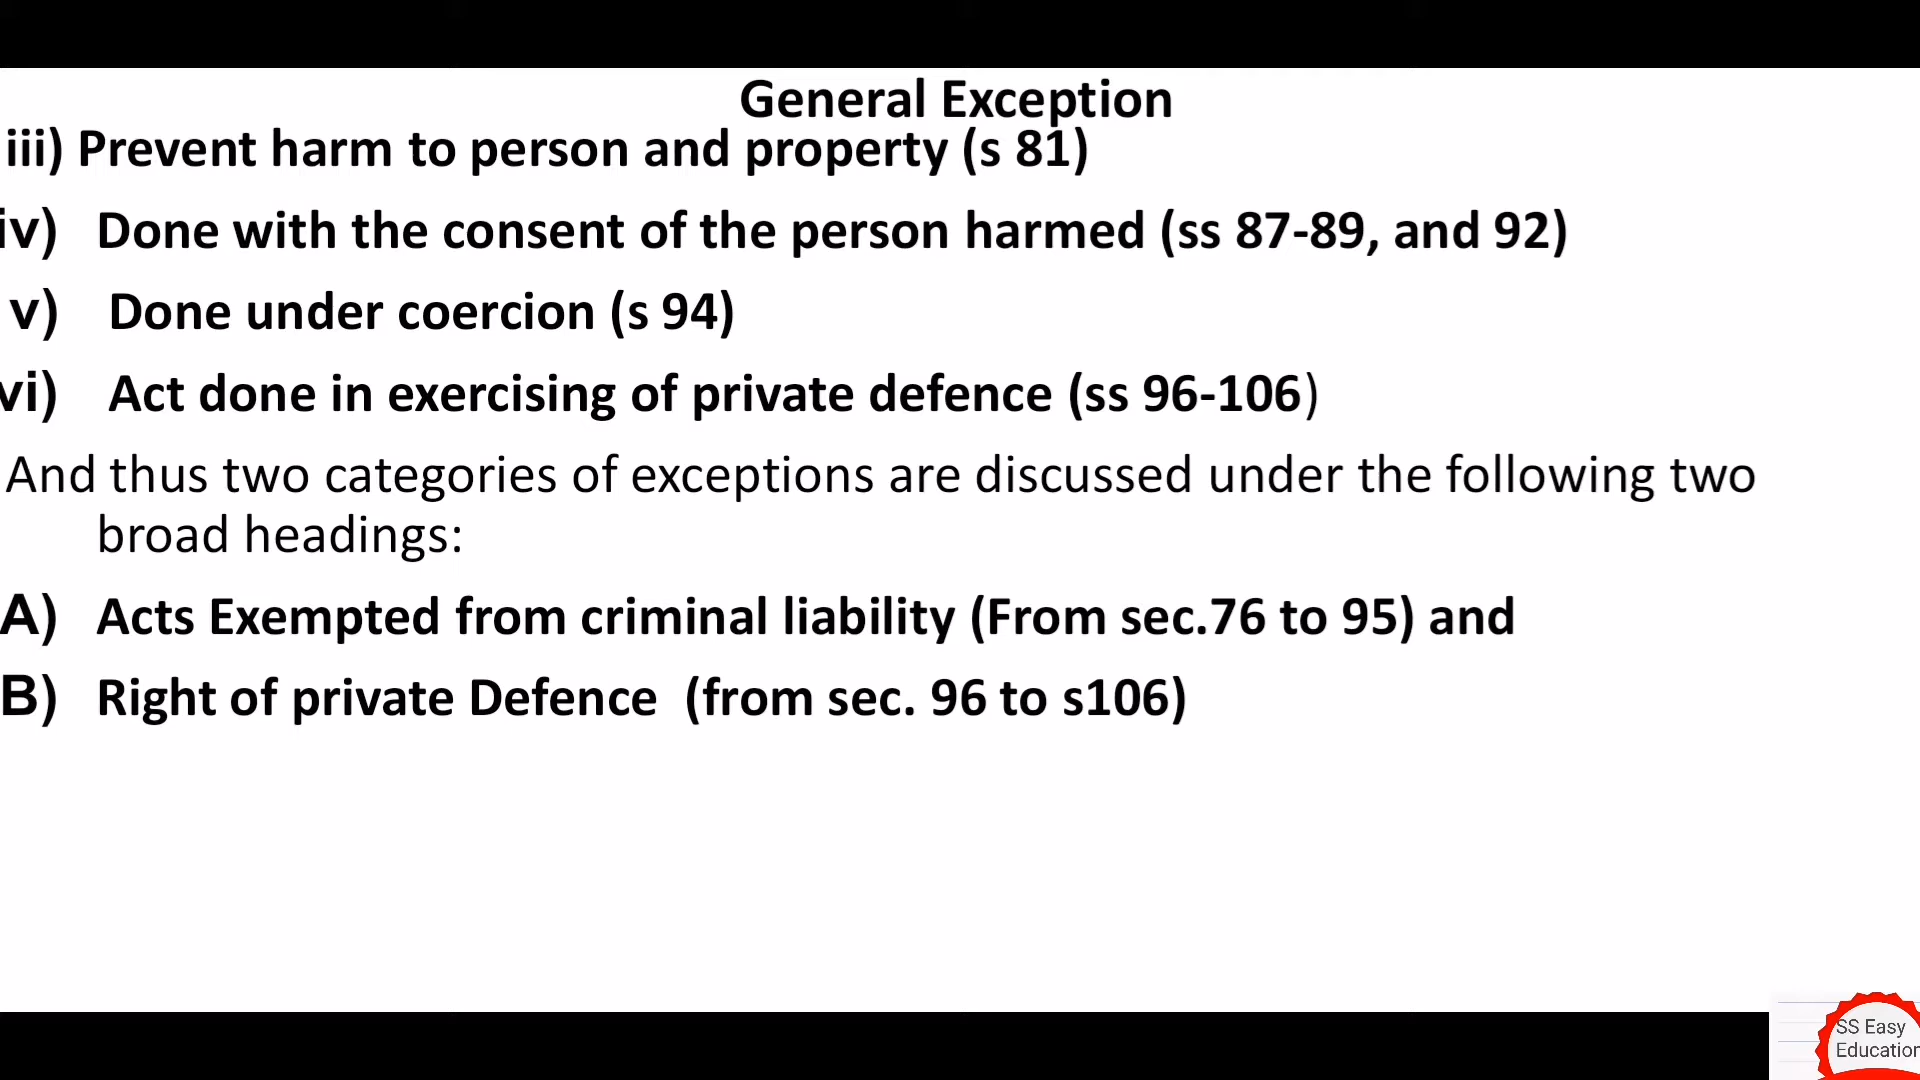 General Exception
iii) Prevent harm to person and property (s 81)
iv) Done with the consent of the person harmed (ss 87-89, and 92)
v) Done under coercion (s 94)
vi) Act done in exercising of private defence (ss 96-106)
And thus two categories of exceptions are discussed under the following two
broad headings:
A) Acts Exempted from criminal liability (From sec.76 to 95) and
B) Right of private Defence (from sec. 96 to s106)
SS Easy
Education